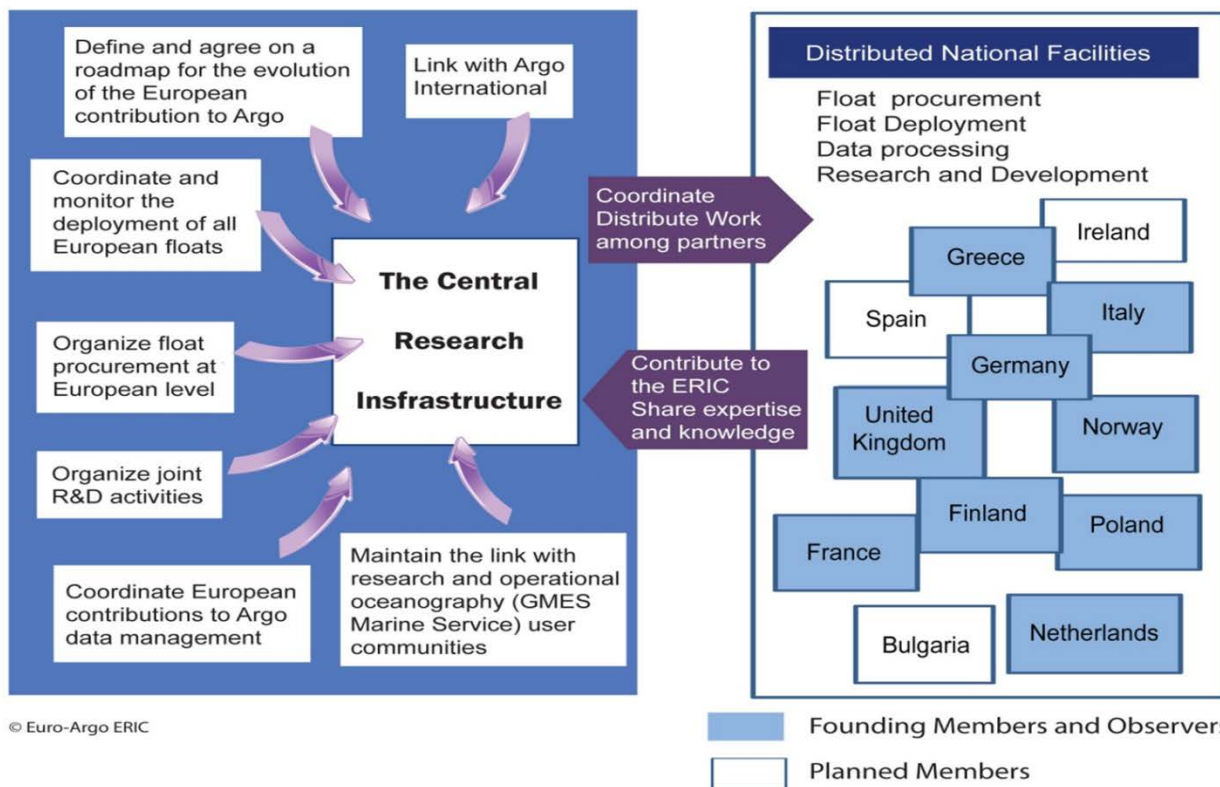 Define and agree on a
roadmap for the evolution
of the European
contribution to Argo
Link with Argo
International
Coordinate and
monitor the
deployment of all
European floats
Organize float
procurement at
European level
Organize joint
R&D activities
Coordinate European
contributions to Argo
data management
Maintain the link with
research and operational
oceanography (GMES
Marine Service) user
communities
The Central
Research
Insfrastructure
Coordinate
Distribute Work
among partners
Contribute to
the ERIC
Share expertise
and knowledge
Distributed National Facilities
Float procurement
Float Deployment
Data processing
Research and Development
Ireland
Greece
Spain
Italy
Germany
United
Kingdom
Norway
Finland
Poland
France
Bulgaria
Netherlands
© Euro-Argo ERIC
Founding Members and Observers
Planned Members